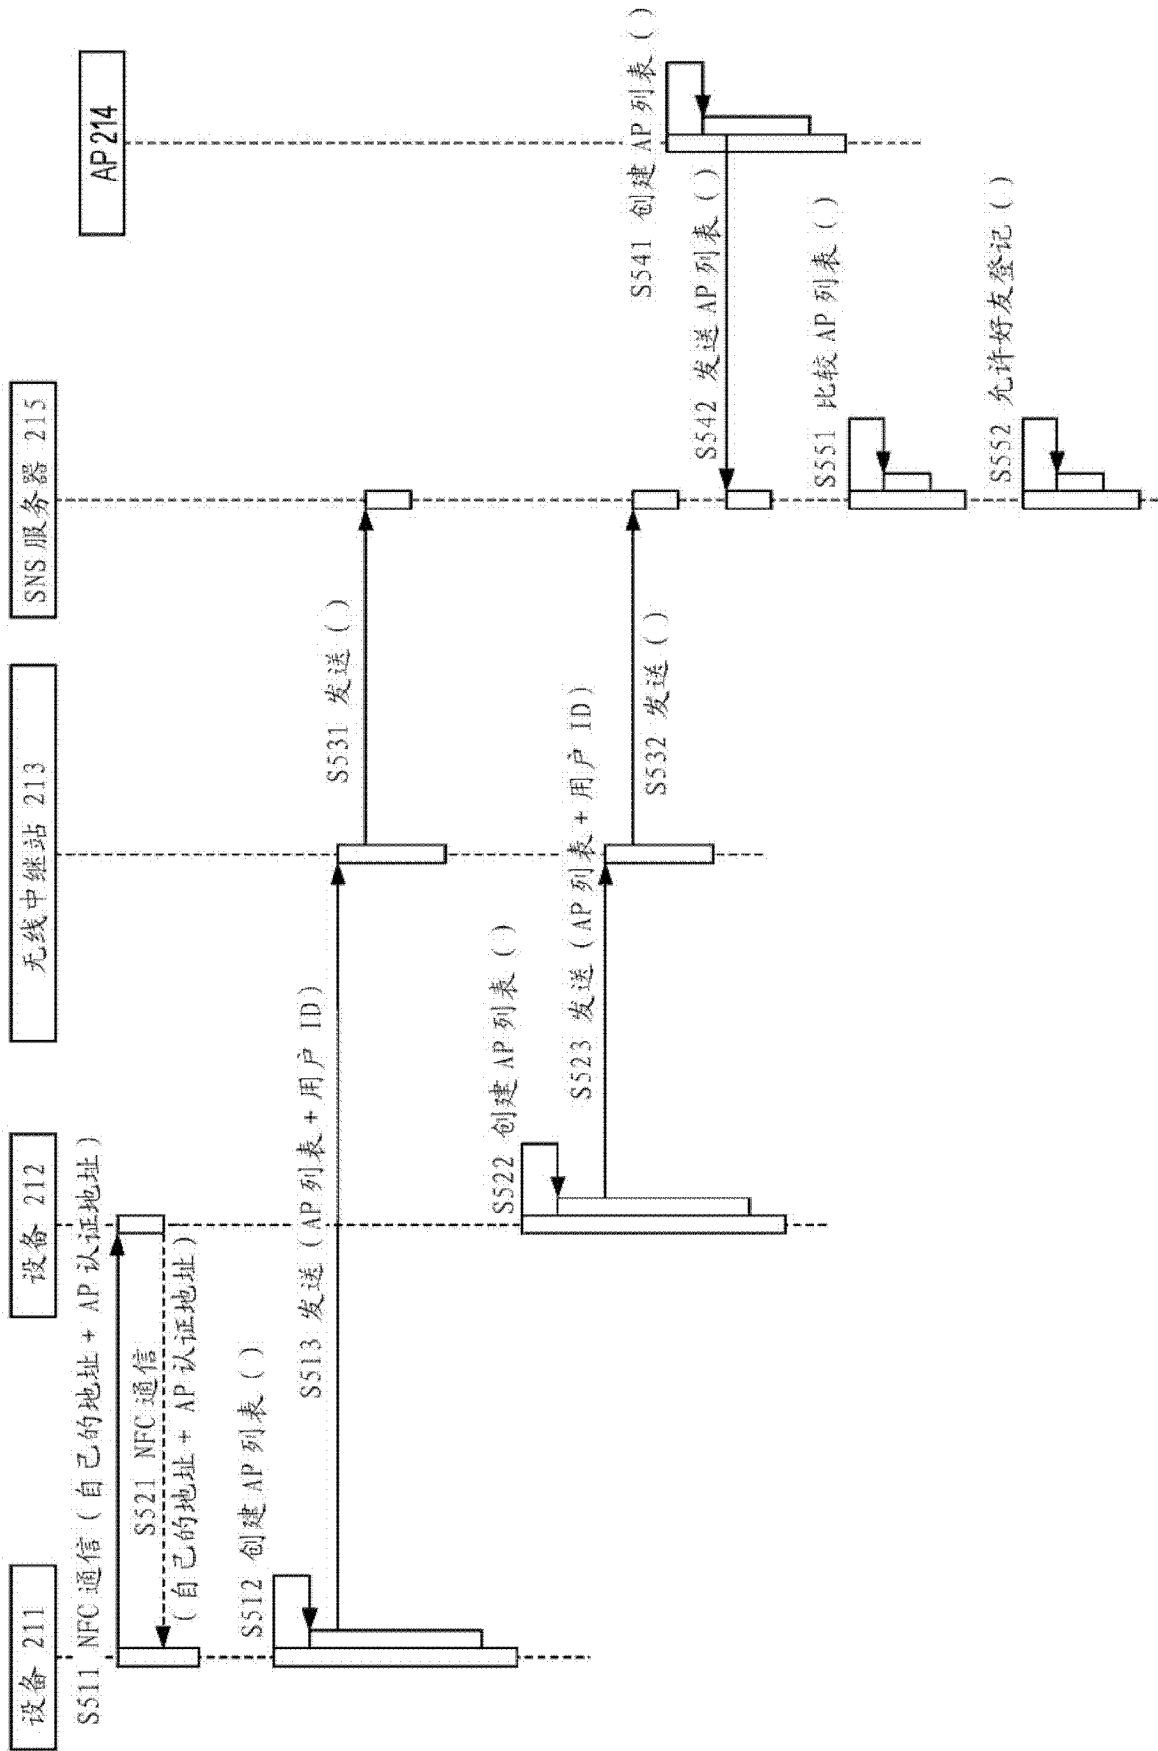 设备 211
设备 212
无线中继站 213
SNS 服务器 215
AP 214
S511 NFC 通信 (自己的地址 + AP 认证地址)
S521 NFC 通信
(自己的地址 + AP 认证地址)
S512 创建 AP 列表 ()
S513 发送 (AP 列表 + 用户 ID)
S531 发送 ()
S522 创建 AP 列表 ()
S523 发送 (AP 列表 + 用户 ID)
S532 发送 ()
S541 创建 AP 列表 ()
S542 发送 AP 列表 ()
S551 比较 AP 列表 ()
S552 允许好友登记 ()